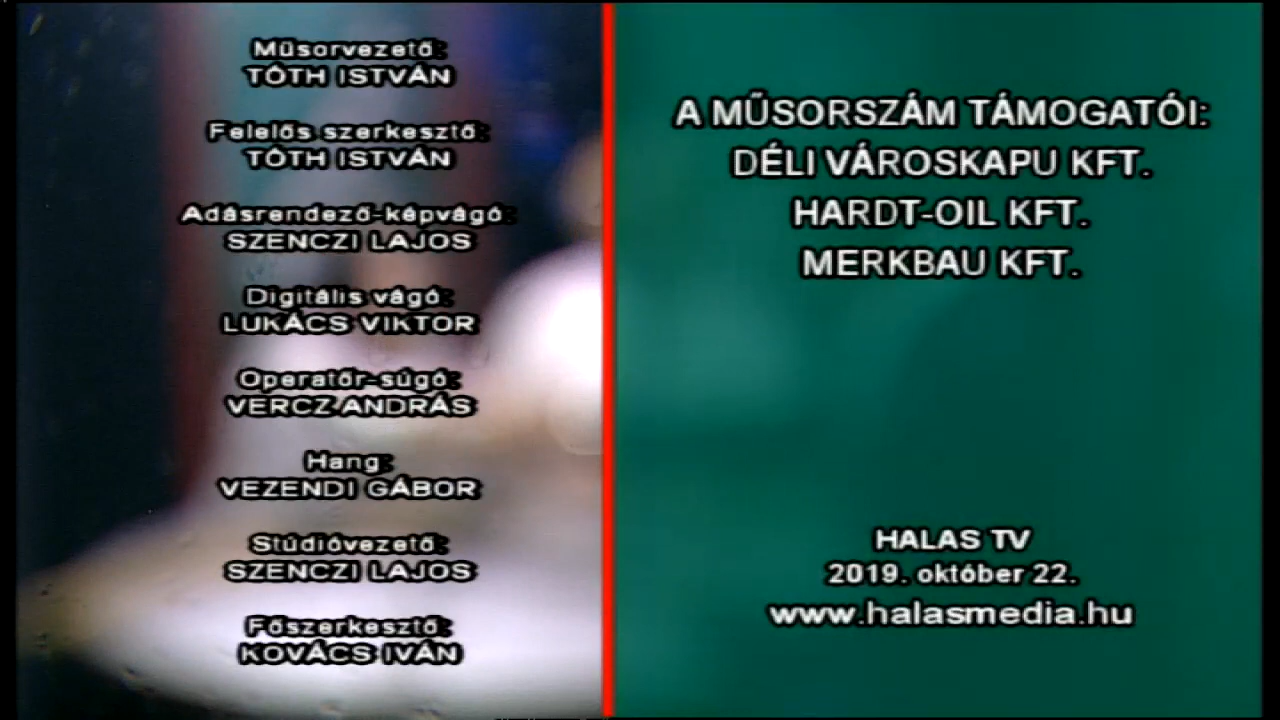 Műsorvezető:
TÓTH ISTVÁN
Felelős szerkesztő:
TÓTH ISTVÁN
Adásrendező-képvágó:
SZENCZI LAJOS
Digitális vágó:
LUKÁCS VIKTOR
Operatőr-súgó:
VERCZ ANDRÁS
Hang:
VEZENDI GÁBOR
Stúdióvezető:
SZENCZI LAJOS
Főszerkesztő:
KOVÁCS IVÁN
A MŰSORSZÁM TÁMOGATÓI:
DÉLI VÁROSKAPU KFT.
HARDT-OIL KFT.
MERKBAU KFT.
HALAS TV
2019. október 22.
www.halasmedia.hu